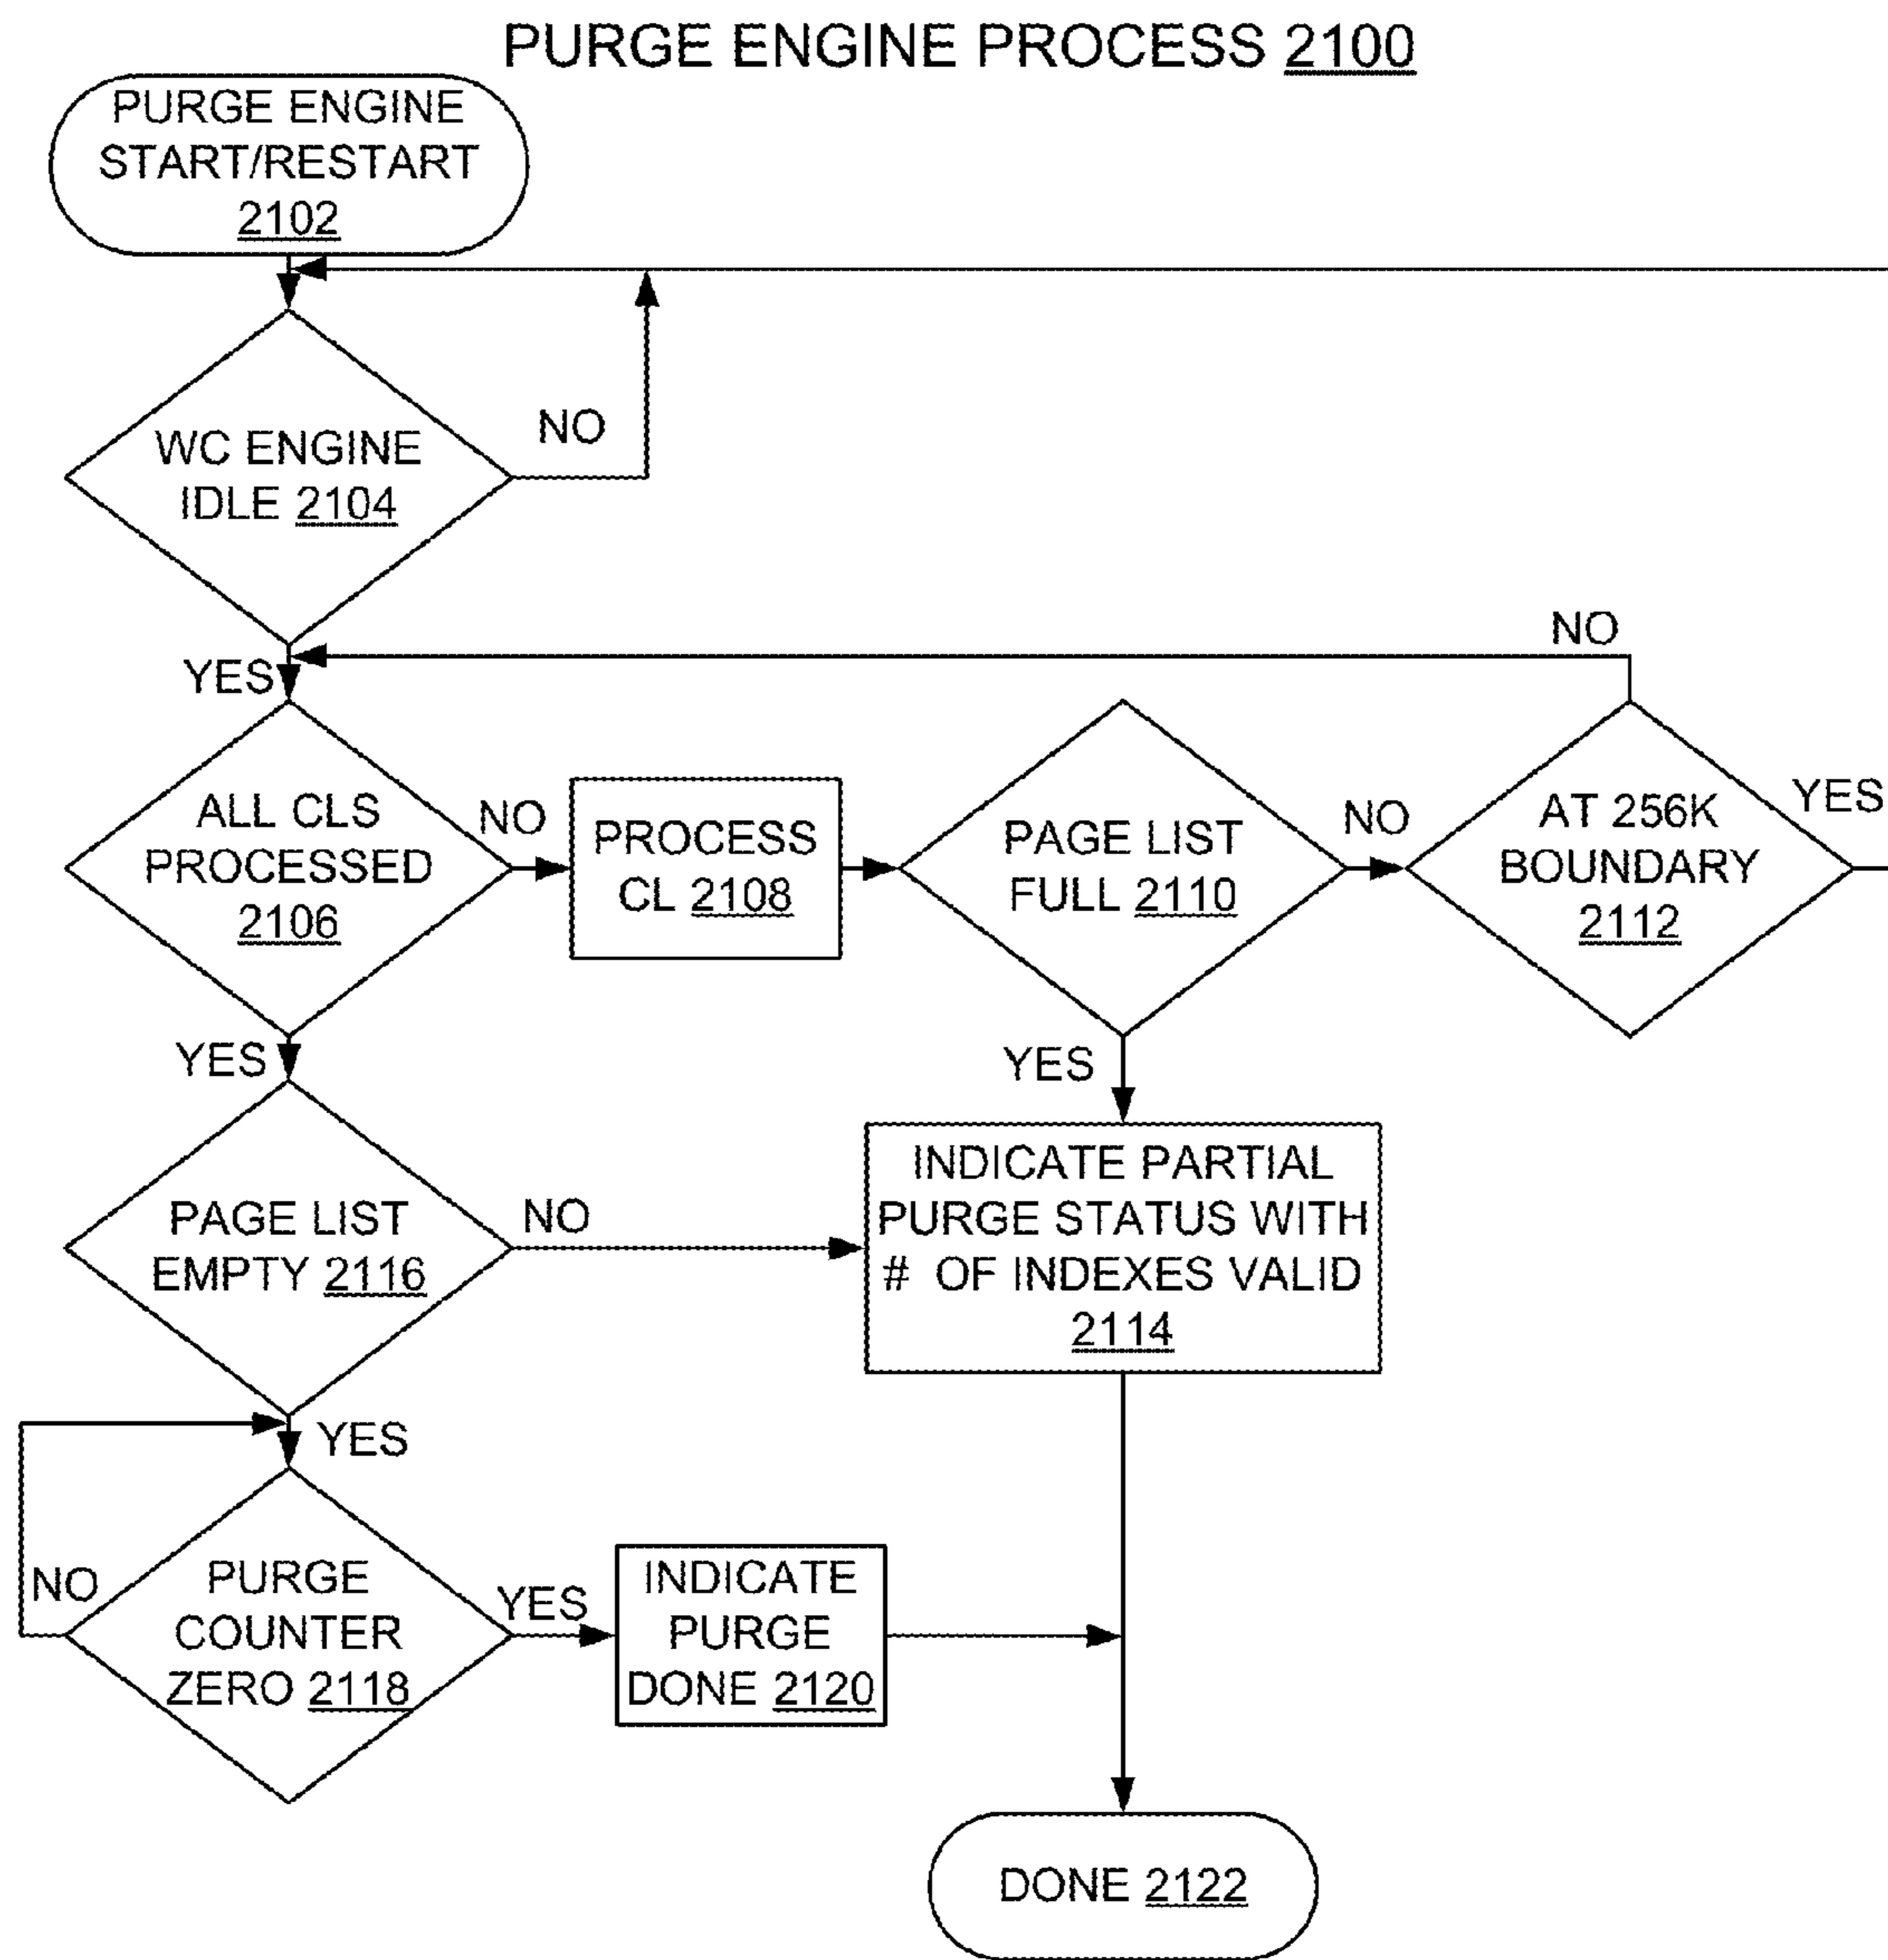 PURGE ENGINE PROCESS 2100
PURGE ENGINE
START/RESTART
2102
WC ENGINE
IDLE 2104
NO
YES
NO
ALL CLS
PROCESSED
2106
NO
PROCESS
CL 2108
PAGE LIST
FULL 2110
NO
AT 256K
BOUNDARY
2112
YES
YES
YES
PAGE LIST
EMPTY 2116
NO
INDICATE PARTIAL
PURGE STATUS WITH
# OF INDEXES VALID
2114
YES
NO
PURGE
COUNTER
ZERO 2118
YES
INDICATE
PURGE
DONE 2120
DONE 2122